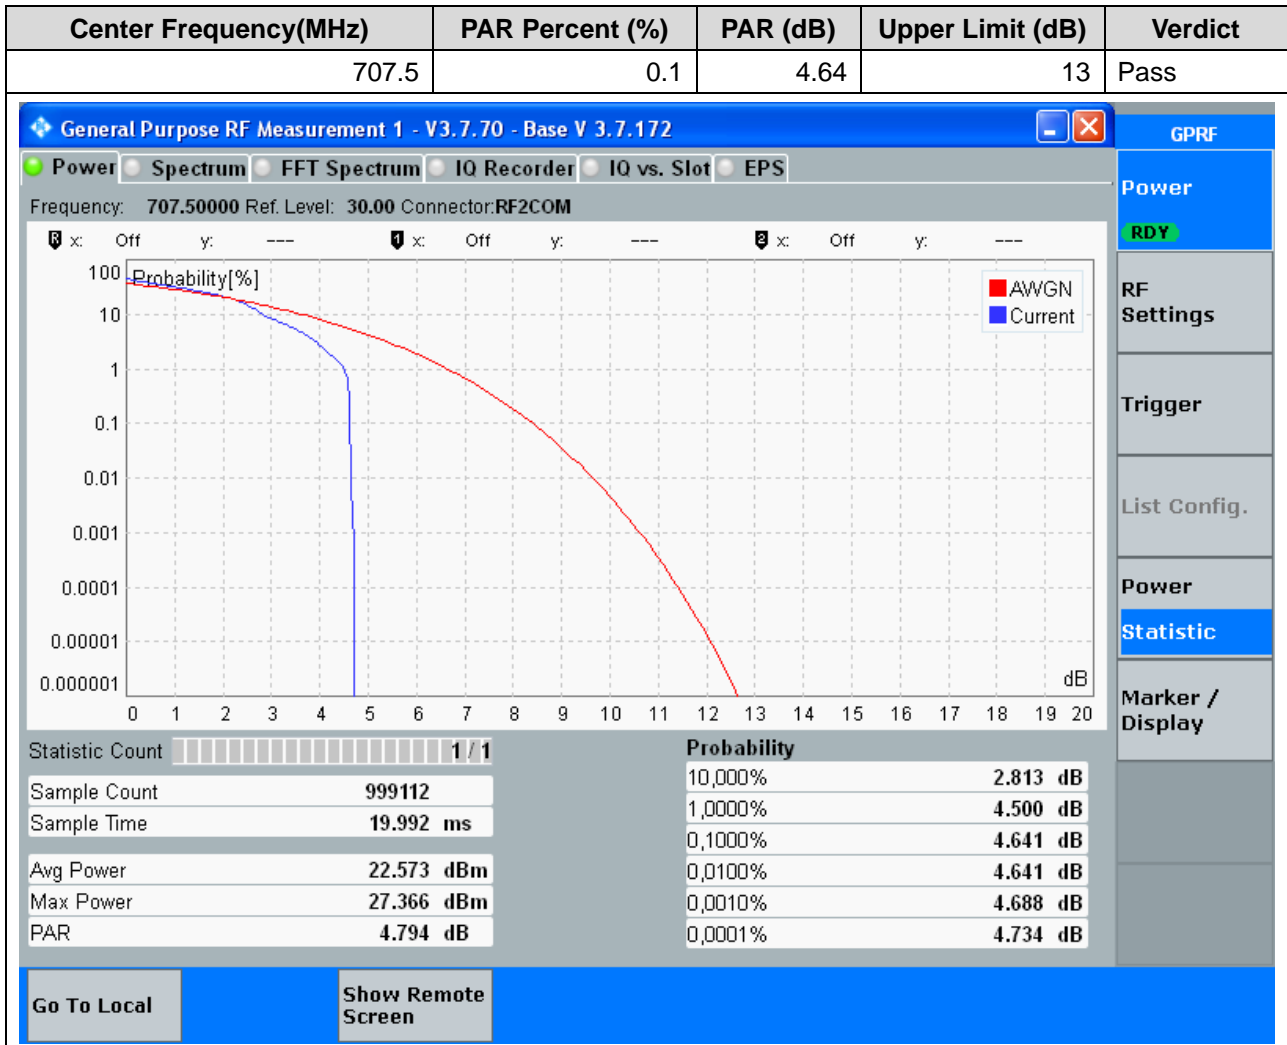 Center Frequency(MHz) PAR Percent (%) PAR (dB) Upper Limit (dB) Verdict
707.5 0.1 4.64 13 Pass
General Purpose RF Measurement 1 - V3.7.70 - Base V 3.7.172
GPRF
Power Spectrum FFT Spectrum IQ Recorder IQ vs. Slot EPS
Power
RDY
Frequency: 707.50000 Ref. Level: 30.00 Connector:RF2COM
R x: Off y: --- 1 x: Off y: --- 2 x: Off y: ---
Probability[%]
AWGN
Current
100
10
1
0.1
0.01
0.001
0.0001
0.00001
0.000001
dB
0 1 2 3 4 5 6 7 8 9 10 11 12 13 14 15 16 17 18 19 20
RF
Settings
Trigger
List Config.
Power
Statistic
Marker /
Display
Statistic Count 1 / 1
Sample Count 999112
Sample Time 19.992 ms
Avg Power 22.573 dBm
Max Power 27.366 dBm
PAR 4.794 dB
Probability
10,000% 2.813 dB
1,0000% 4.500 dB
0,1000% 4.641 dB
0,0100% 4.641 dB
0,0010% 4.688 dB
0,0001% 4.734 dB
Go To Local
Show Remote
Screen